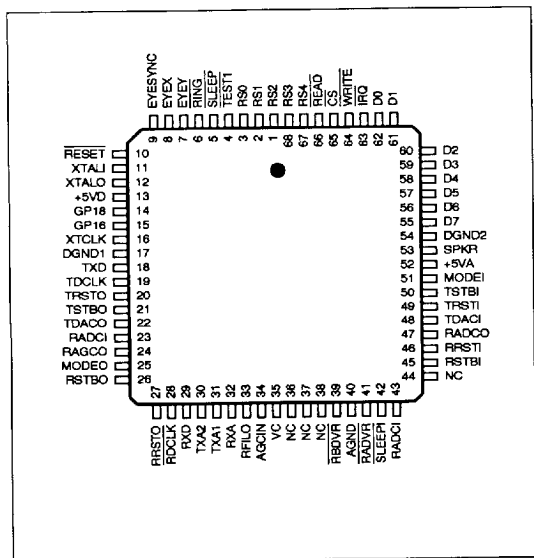 EYESYNC
EYEX
EYEY
RING
SLEEP
TEST1
RS0
RS1
RS2
RS3
RS4
READ
CS
WRITE
IRQ
D0
D1
9 8 7 6 5 4 3 2 1 68 67 66 65 64 63 62 61
RESET 10
XTALI 11
XTALO 12
+5VD 13
GP18 14
GP16 15
XTCLK 16
DGND1 17
TXD 18
TDCLK 19
TRSTO 20
TSTBO 21
TDACO 22
RADCI 23
RAGCO 24
MODEO 25
RSTBO 26
60 D2
59 D3
58 D4
57 D5
56 D6
55 D7
54 DGND2
53 SPKR
52 +5VA
51 MODEI
50 TSTBI
49 TRSTI
48 TDACI
47 RADCO
46 RRSTI
45 RSTBI
44 NC
27 28 29 30 31 32 33 34 35 36 37 38 39 40 41 42 43
RRSTO
RDCLK
RXD
TXA2
TXA1
RXA
RFILO
AGCIN
VC
NC
NC
NC
RBDVR
AGND
RADVR
SLEEPI
RADCI